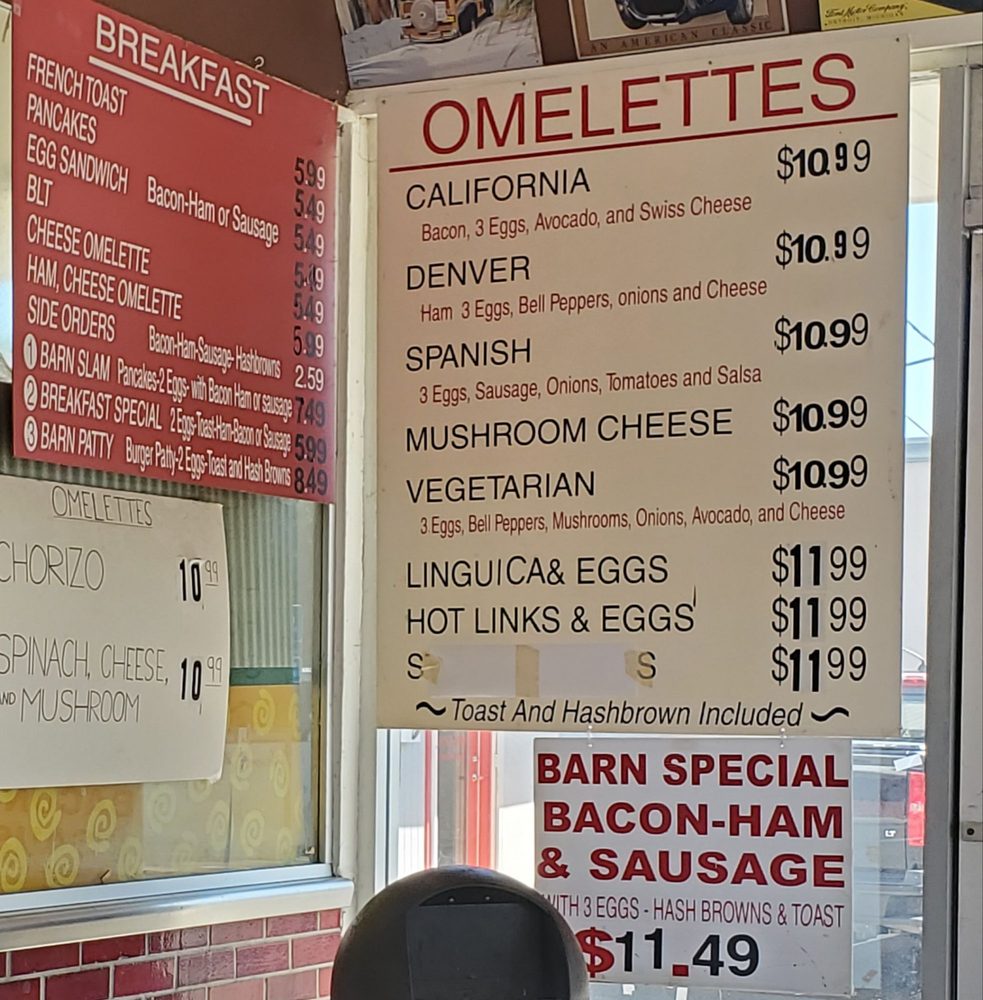 Ford Motor Company
DETROIT, MICHIGAN
AN AMERICAN CLASSIC
BREAKFAST
FRENCH TOAST 5.99
PANCAKES 5.49
EGG SANDWICH Bacon-Ham or Sausage 5.49
BLT 5.49
CHEESE OMELETTE 5.49
HAM, CHEESE OMELETTE 5.99
SIDE ORDERS Bacon-Ham-Sausage- Hashbrowns 2.59
1 BARN SLAM Pancakes-2 Eggs- with Bacon Ham or sausage 7.49
2 BREAKFAST SPECIAL 2 Eggs-Toast-Ham-Bacon or Sausage 5.99
3 BARN PATTY Burger Patty-2 Eggs-Toast and Hash Browns 8.49
OMELETTES
CHORIZO 10.99
SPINACH, CHEESE, 10.99
AND MUSHROOM
OMELETTES
CALIFORNIA $10.99
Bacon, 3 Eggs, Avocado, and Swiss Cheese
DENVER $10.99
Ham 3 Eggs, Bell Peppers, onions and Cheese
SPANISH $10.99
3 Eggs, Sausage, Onions, Tomatoes and Salsa
MUSHROOM CHEESE $10.99
VEGETARIAN $10.99
3 Eggs, Bell Peppers, Mushrooms, Onions, Avocado, and Cheese
LINGUICA& EGGS $11 99
HOT LINKS & EGGS $11 99
S S $11 99
~ Toast And Hashbrown Included ~
BARN SPECIAL
BACON-HAM
& SAUSAGE
WITH 3 EGGS - HASH BROWNS & TOAST
$11.49